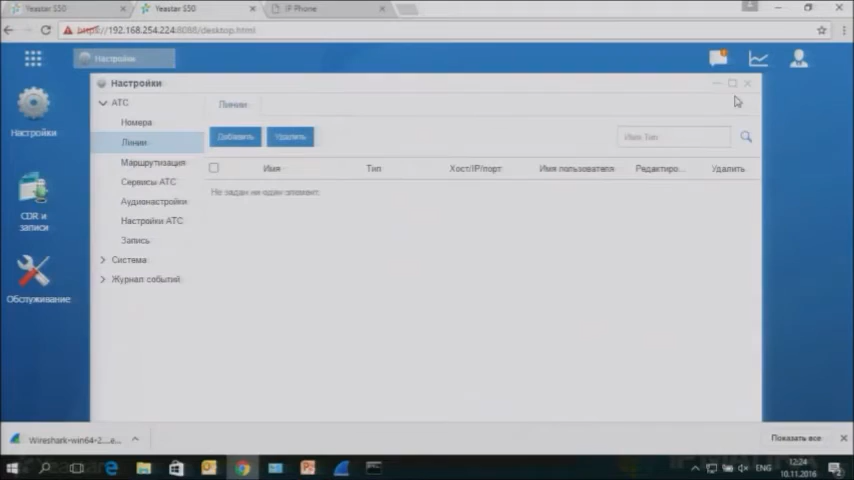 Yeastar S50
Yeastar S50
IP Phone
https://192.168.254.224:8088/desktop.html
Настройки
Настройки
АТС
Номера
Линии
Маршрутизация
Сервисы АТС
Аудионастройки
Настройки АТС
Запись
Система
Журнал событий
Линии
Добавить
Удалить
Имя Тип
Имя
Тип
Хост/IP/порт
Имя пользователя
Редактиро...
Удалить
Не задан ни один элемент.
Настройки
CDR и
записи
Обслуживание
Wireshark-win64-2....e...
Показать все
ENG
12:24
10.11.2016